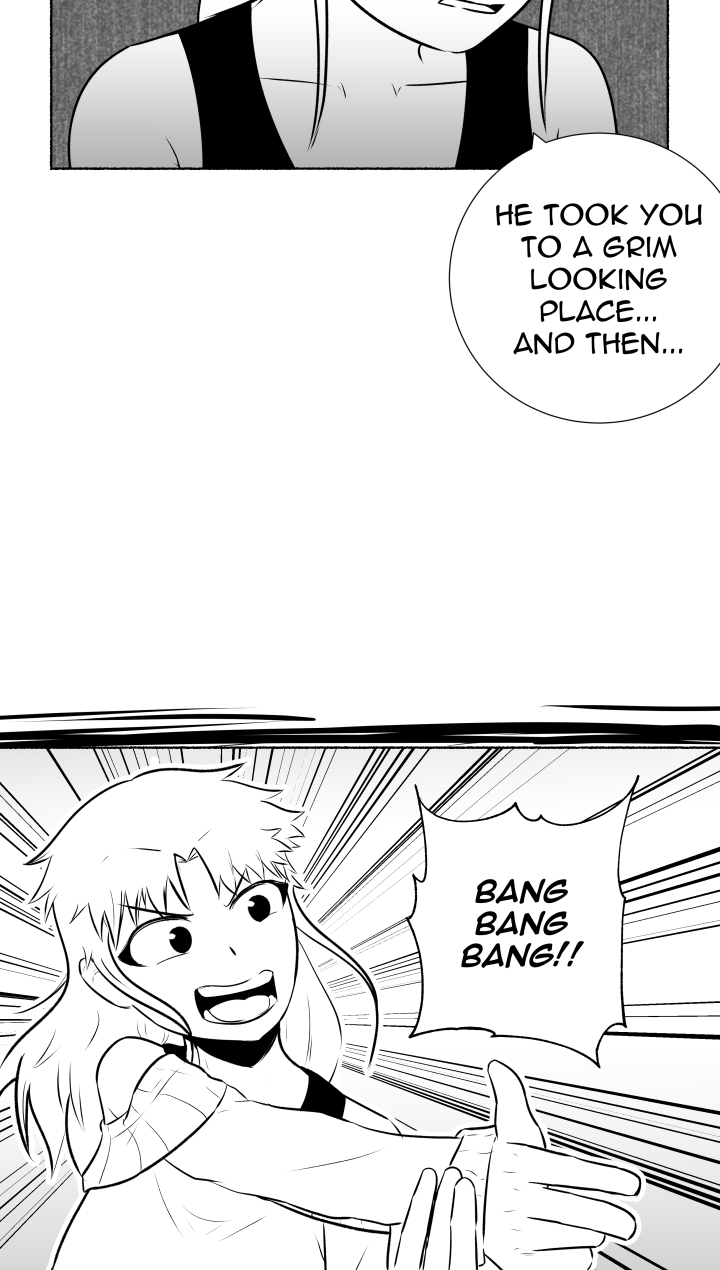 HE TOOK YOU
TO A GRIM
LOOKING
PLACE...
AND THEN...
BANG
BANG
BANG!!